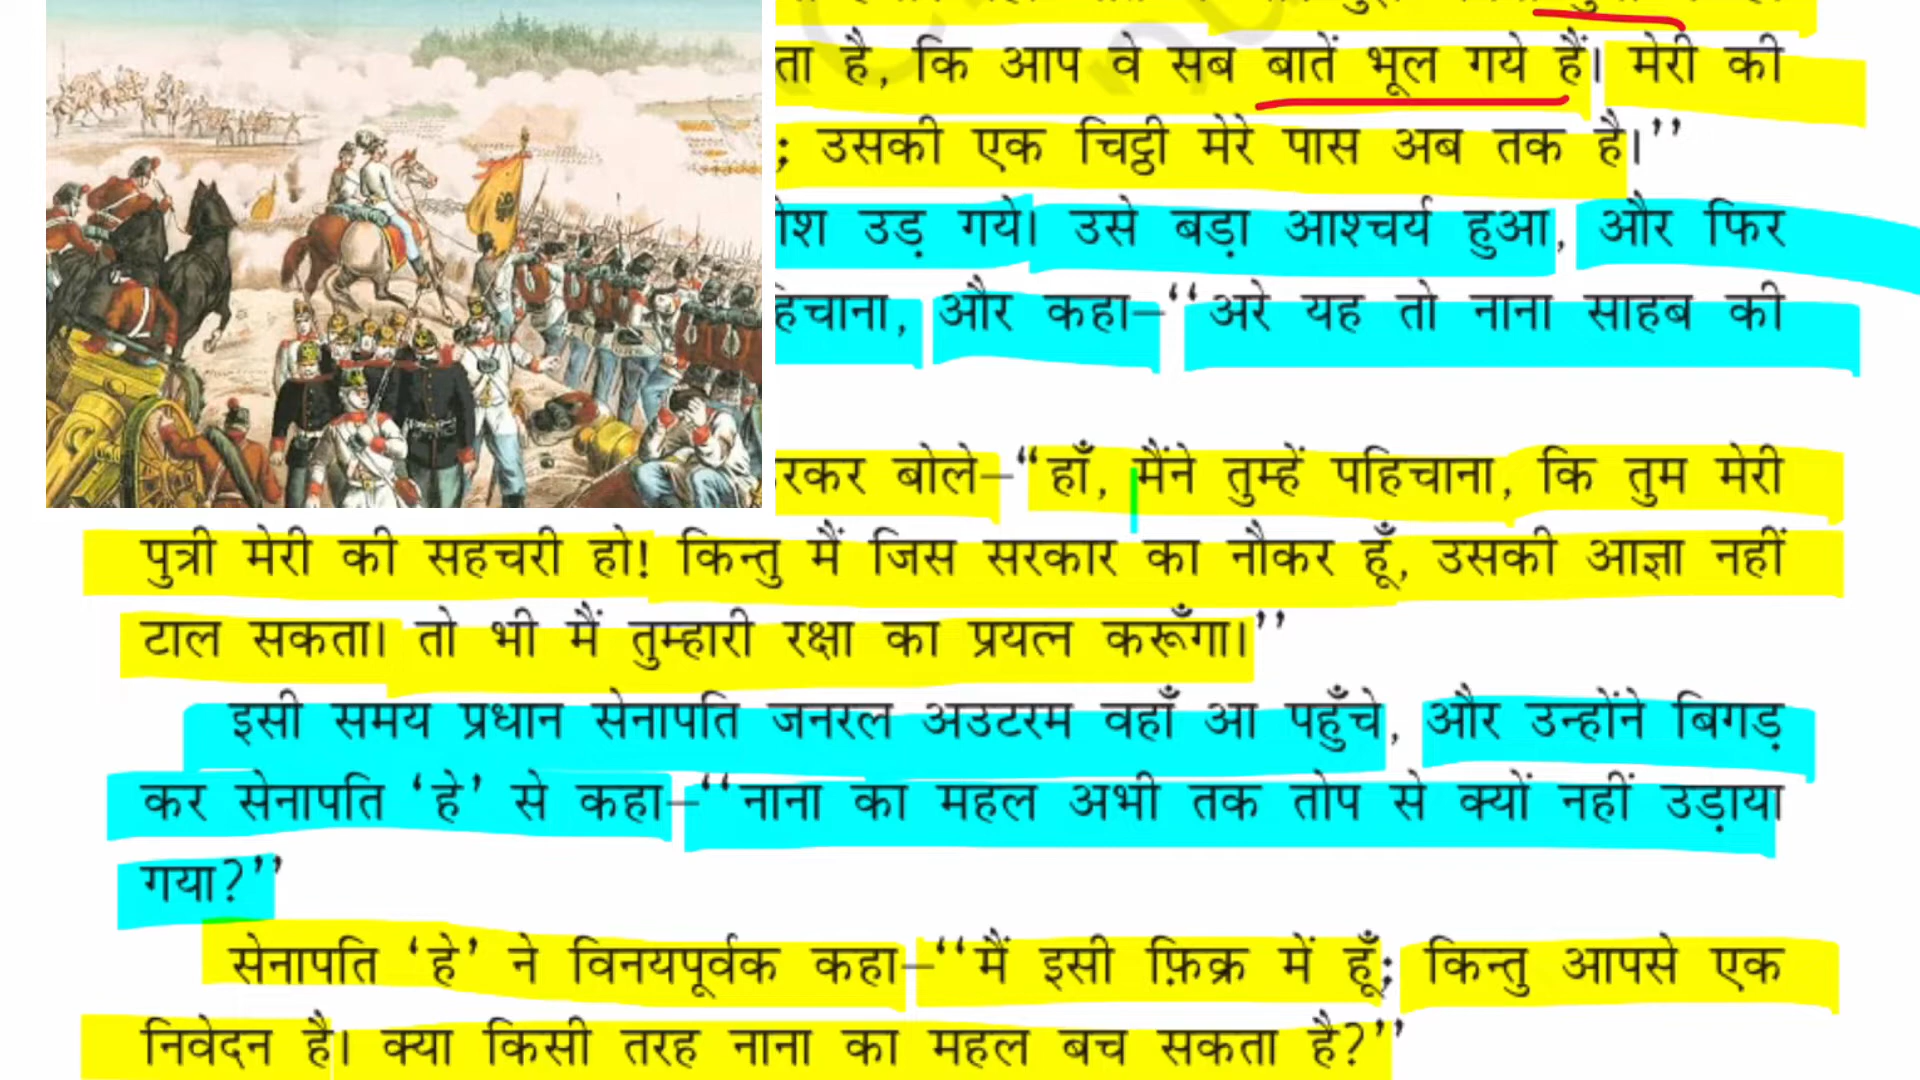 ता है, कि आप वे सब बातें भूल गये हैं। मेरी की
; उसकी एक चिट्ठी मेरे पास अब तक है।’’
उड़ गये। उसे बड़ा आश्चर्य हुआ, और फिर
और कहा–‘‘अरे यह तो नाना साहब की
बोले–“हाँ, मैंने तुम्हें पहिचाना, कि तुम मेरी
पुत्री मेरी की सहचरी हो! किन्तु मैं जिस सरकार का नौकर हूँ, उसकी आज्ञा नहीं
टाल सकता। तो भी मैं तुम्हारी रक्षा का प्रयत्न करूँगा।’’
इसी समय प्रधान सेनापति जनरल अउटरम वहाँ आ पहुँचे, और उन्होंने बिगड़
कर सेनापति ‘हे’ से कहा–‘‘नाना का महल अभी तक तोप से क्यों नहीं उड़ाया
गया?’’
सेनापति ‘हे’ ने विनयपूर्वक कहा–‘‘मैं इसी फ़िक्र में हूँ; किन्तु आपसे एक
निवेदन है। क्या किसी तरह नाना का महल बच सकता है?’’